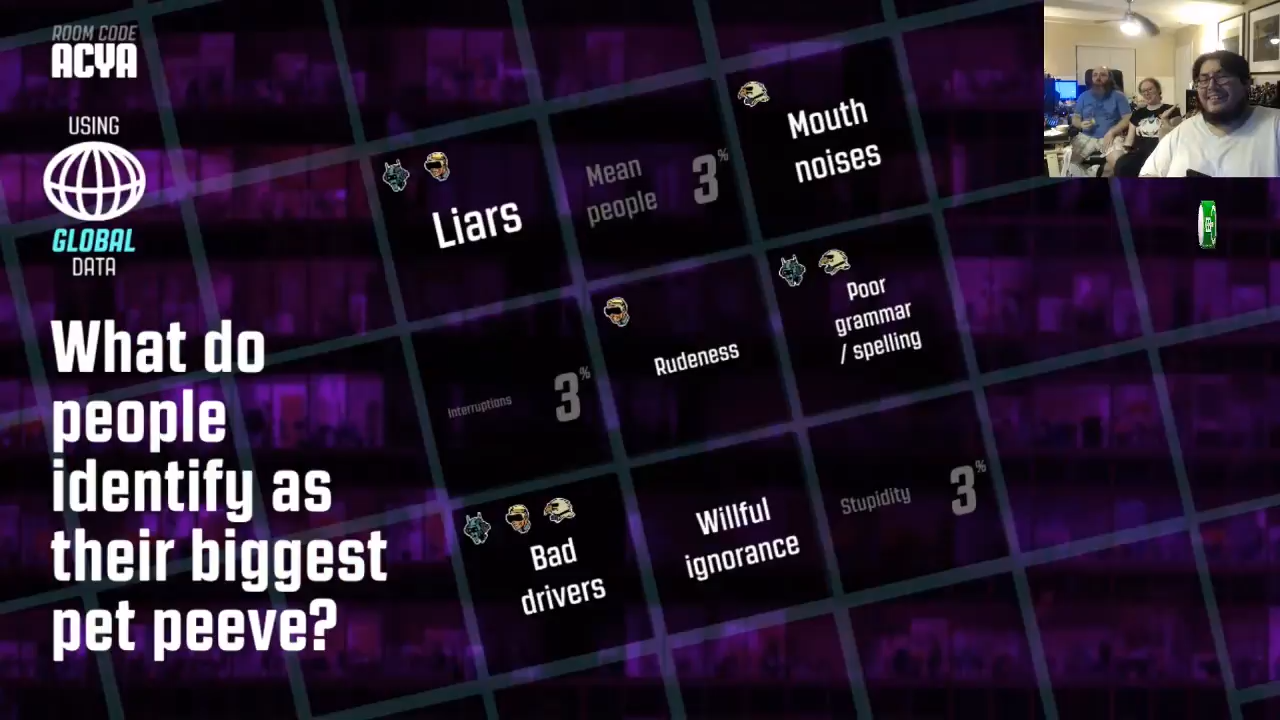 ROOM CODE
ACYA
USING
GLOBAL
DATA
What do
people
identify as
their biggest
pet peeve?
Liars
Mean
people
3%
Mouth
noises
Interruptions
3%
Rudeness
Poor
grammar
/ spelling
Bad
drivers
Willful
ignorance
Stupidity
3%